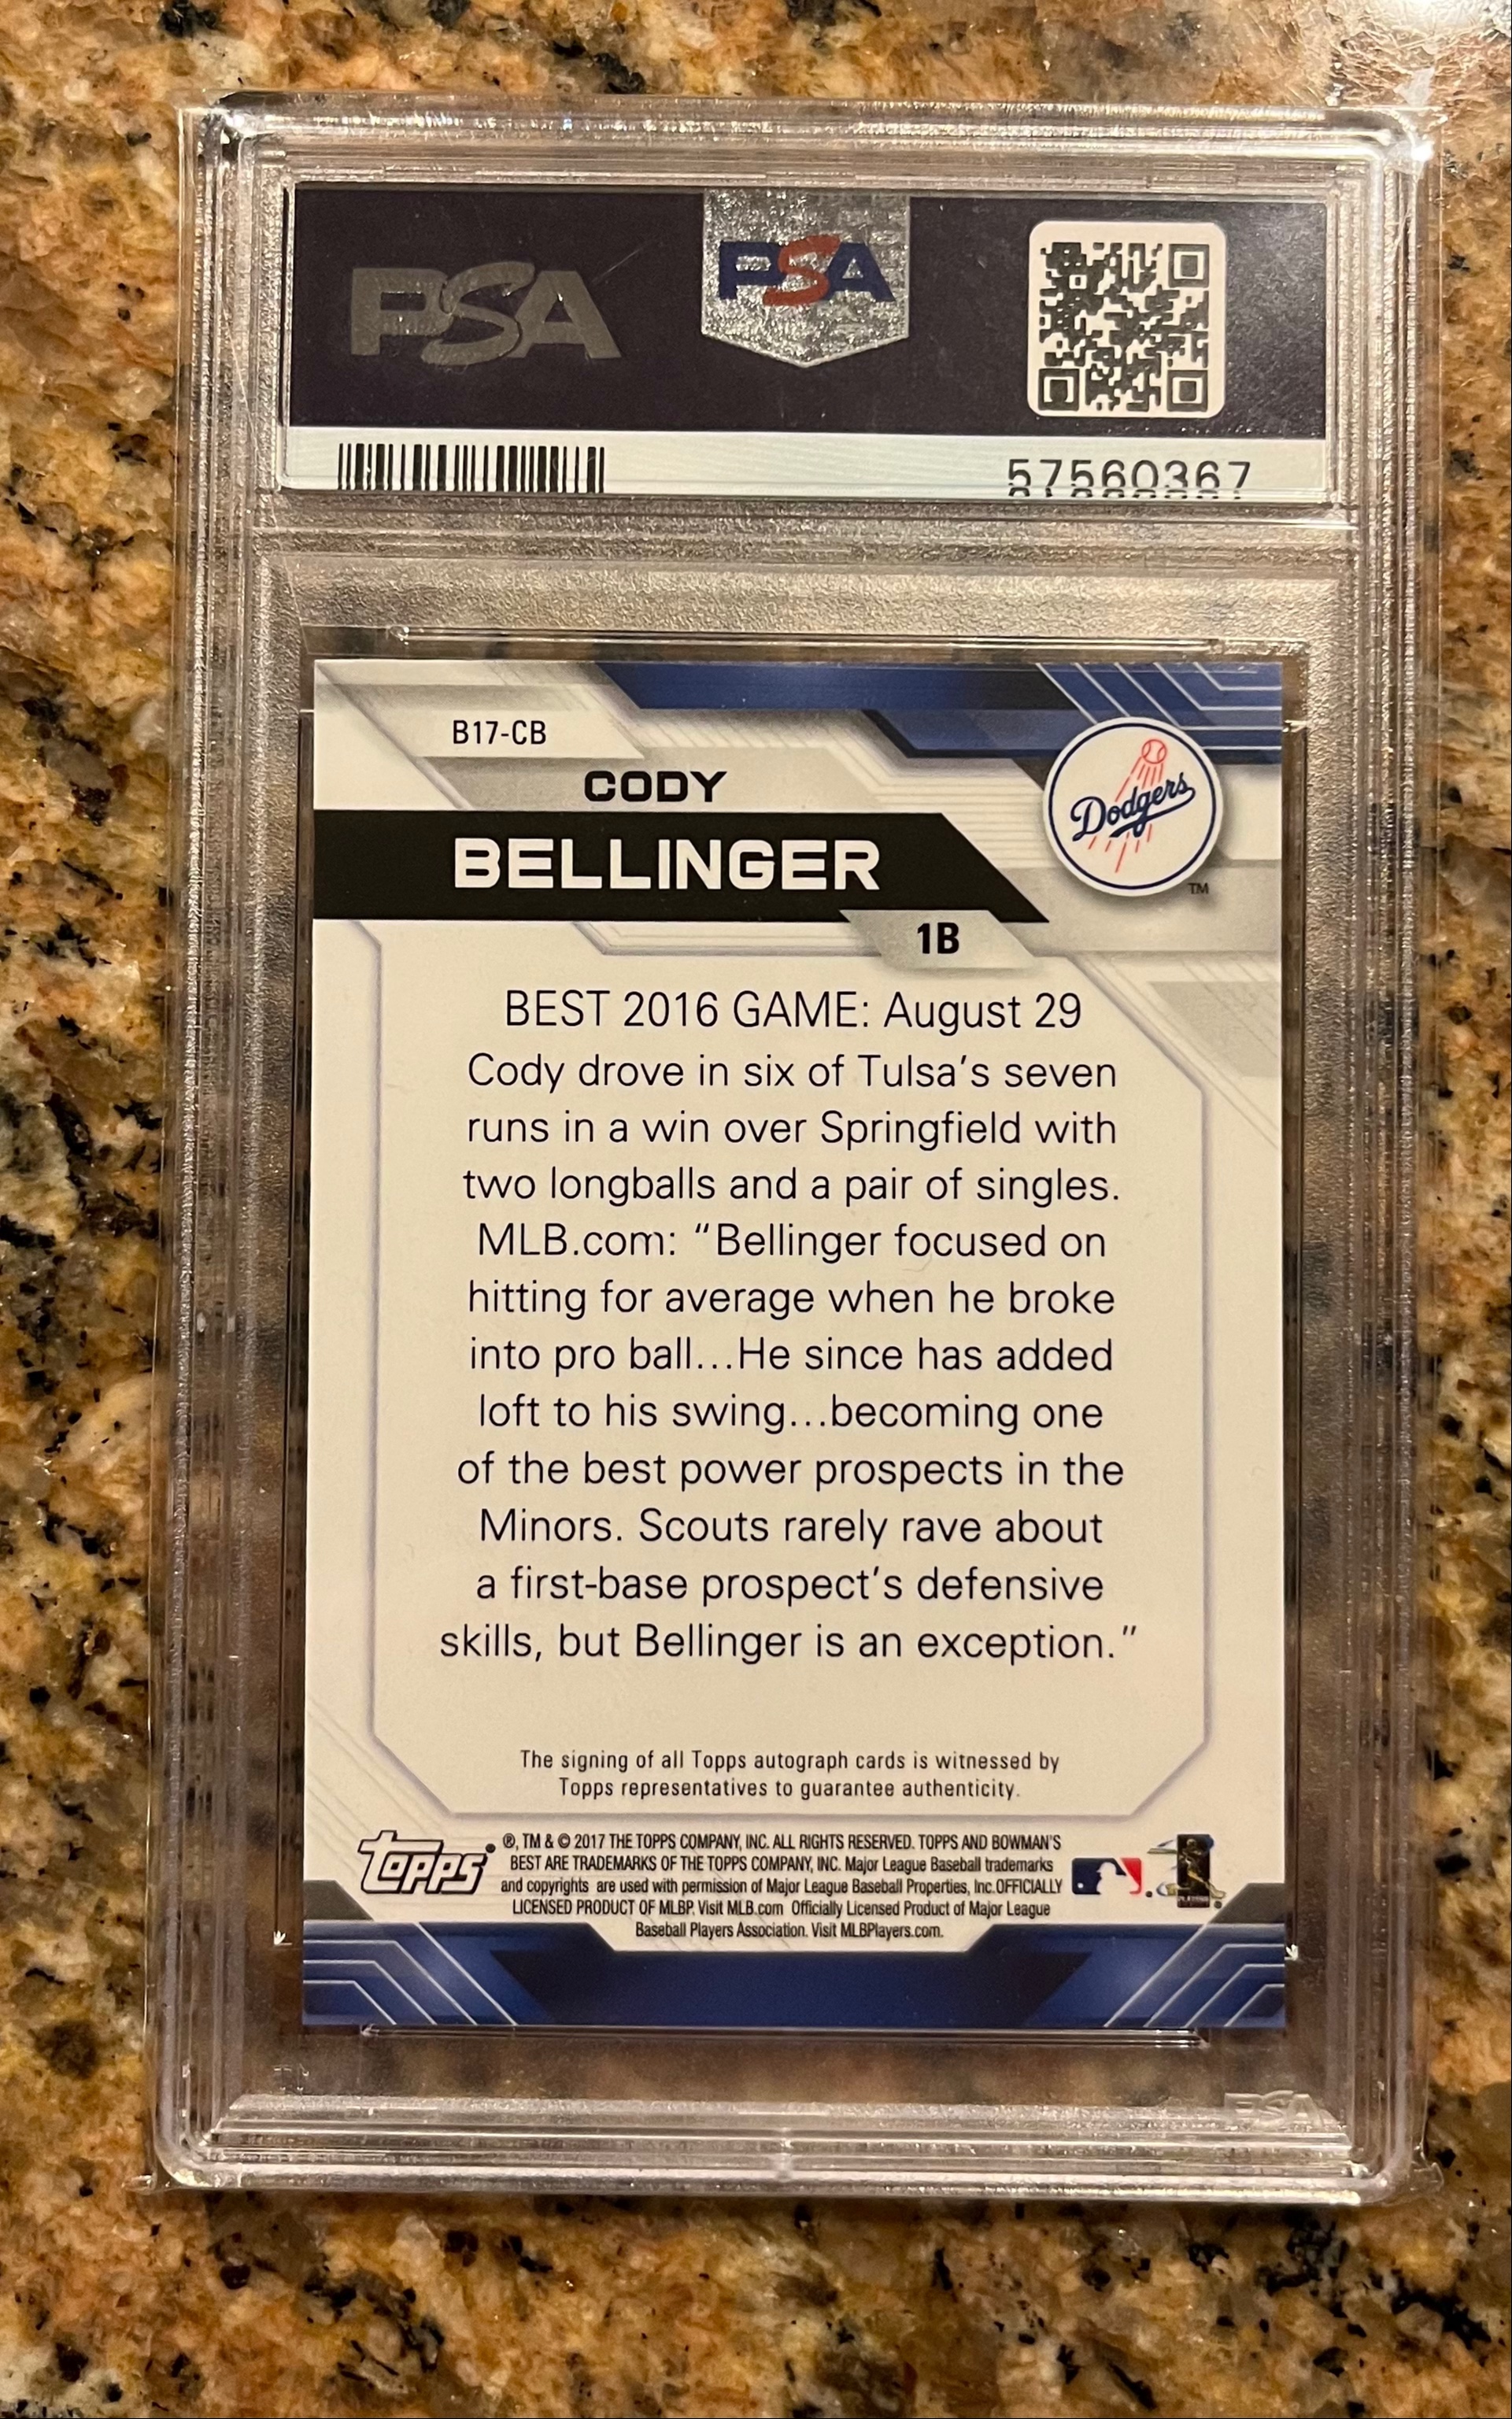 PSA
PSA
57560367
B17-CB
CODY
BELLINGER
Dodgers
TM
1B
BEST 2016 GAME: August 29
Cody drove in six of Tulsa's seven
runs in a win over Springfield with
two longballs and a pair of singles.
MLB.com: "Bellinger focused on
hitting for average when he broke
into pro ball...He since has added
loft to his swing...becoming one
of the best power prospects in the
Minors. Scouts rarely rave about
a first-base prospect's defensive
skills, but Bellinger is an exception."
The signing of all Topps autograph cards is witnessed by
Topps representatives to guarantee authenticity.
topps®
®, TM & © 2017 THE TOPPS COMPANY, INC. ALL RIGHTS RESERVED. TOPPS AND BOWMAN'S
BEST ARE TRADEMARKS OF THE TOPPS COMPANY, INC. Major League Baseball trademarks
and copyrights are used with permission of Major League Baseball Properties, Inc.OFFICIALLY
LICENSED PRODUCT OF MLBP. Visit MLB.com Officially Licensed Product of Major League
Baseball Players Association. Visit MLBPlayers.com.
PSA